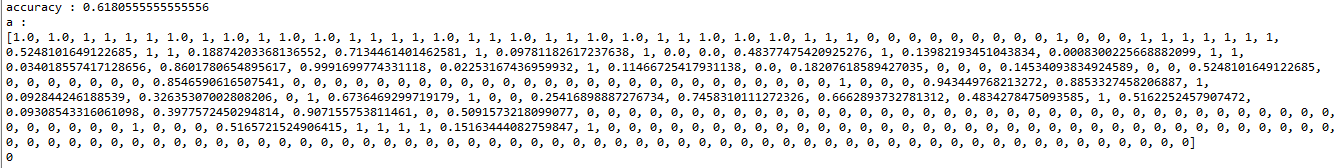 accuracy : 0.6180555555555556
a :
[1.0, 1.0, 1, 1, 1, 1, 1.0, 1, 1.0, 1, 1.0, 1.0, 1, 1, 1, 1.0, 1, 1, 1.0, 1, 1, 1.0, 1.0, 1.0, 1, 1, 1, 0, 0, 0, 0, 0, 0, 0, 0, 1, 0, 0, 0, 1, 1, 1, 1, 1, 1, 1,
0.5248101649122685, 1, 1, 0.18874203368136552, 0.7134461401462581, 1, 0.09781182617237638, 1, 0.0, 0.0, 0.48377475420925276, 1, 0.13982193451043834, 0.0008300225668882099, 1, 1,
0.034018557417128656, 0.8601780654895617, 0.9991699774331118, 0.02253167436959932, 1, 0.11466725417931138, 0.0, 0.18207618589427035, 0, 0, 0, 0.14534093834924589, 0, 0, 0.5248101649122685,
0, 0, 0, 0, 0, 0, 0, 0.8546590616507541, 0, 0, 0, 0, 0, 0, 0, 0, 0, 0, 0, 0, 0, 0, 0, 0, 0, 0, 0, 0, 0, 0, 1, 0, 0, 0, 0.943449768213272, 0.8853327458206887, 1,
0.092844246188539, 0.32635307002808206, 0, 1, 0.6736469299719179, 1, 0, 0, 0.25416898887276734, 0.7458310111272326, 0.6662893732781312, 0.4834278475093585, 1, 0.5162252457907472,
0.09308543316061098, 0.3977572450294814, 0.907155753811461, 0, 0.5091573218099077, 0, 0, 0, 0, 0, 0, 0, 0, 0, 0, 0, 0, 0, 0, 0, 0, 0, 0, 0, 0, 0, 0, 0, 0, 0, 0, 0, 0, 0, 0, 0, 0,
0, 0, 0, 0, 0, 0, 0, 1, 0, 0, 0, 0.5165721524906415, 1, 1, 1, 1, 0.15163444082759847, 1, 0, 0, 0, 0, 0, 0, 0, 0, 0, 0, 0, 0, 0, 0, 0, 0, 0, 0, 0, 0, 0, 0, 0, 0, 0, 0, 0, 0, 0, 0,
0, 0, 0, 0, 0, 0, 0, 0, 0, 0, 0, 0, 0, 0, 0, 0, 0, 0, 0, 0, 0, 0, 0, 0, 0, 0, 0, 0, 0, 0, 0, 0, 0, 0, 0, 0, 0, 0, 0, 0, 0, 0, 0, 0, 0, 0, 0, 0, 0, 0]
0